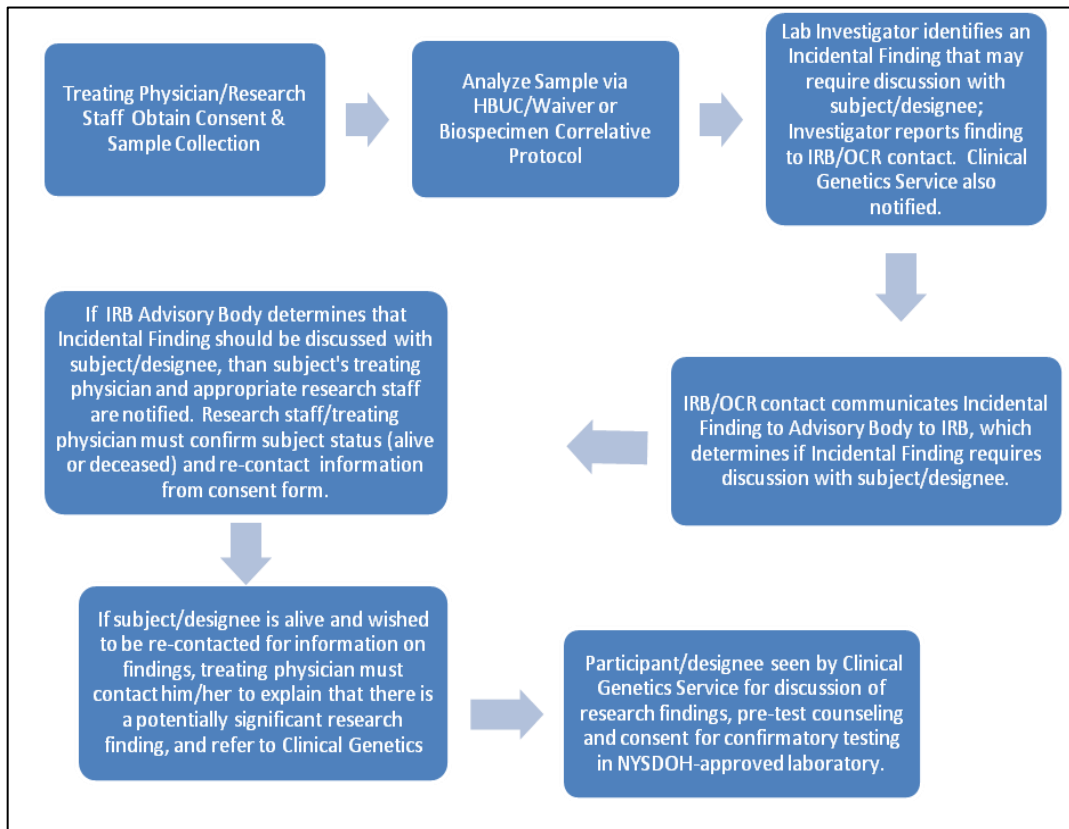 Treating Physician/Research
Staff Obtain Consent &
Sample Collection
Analyze Sample via
HBUC/Waiver or
Biospecimen Correlative
Protocol
Lab Investigator identifies an
Incidental Finding that may
require discussion with
subject/designee;
Investigator reports finding
to IRB/OCR contact.  Clinical
Genetics Service also
notified.
IRB/OCR contact communicates Incidental
Finding to Advisory Body to IRB, which
determines if Incidental Finding requires
discussion with subject/designee.
If IRB Advisory Body determines that
Incidental Finding should be discussed with
subject/designee, than subject's treating
physician and appropriate research staff
are notified. Research staff/treating
physician must confirm subject status (alive
or deceased) and re-contact information
from consent form.
If subject/designee is alive and wished
to be re-contacted for information on
findings, treating physician must
contact him/her to explain that there is
a potentially significant research
finding, and refer to Clinical Genetics
Participant/designee seen by Clinical
Genetics Service for discussion of
research findings, pre-test counseling
and consent for confirmatory testing
in NYSDOH-approved laboratory.